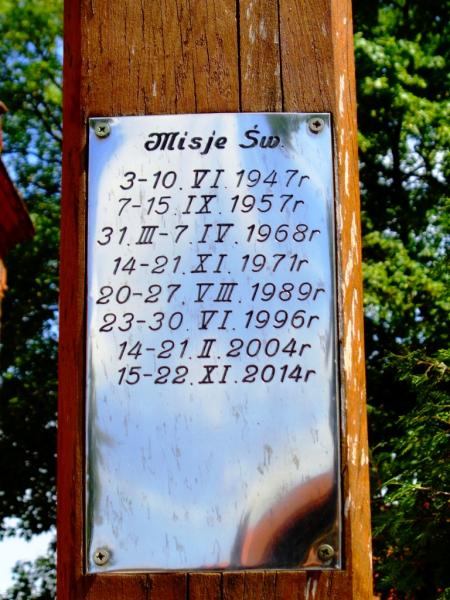 Misje Św.
3-10. VI. 1947r
7-15. IX. 1957r
31. III-7. IV. 1968r
14-21. XI. 1971r
20-27. VIII. 1989r
23-30. VI. 1996r
14-21. II. 2004r
15-22. XI. 2014r